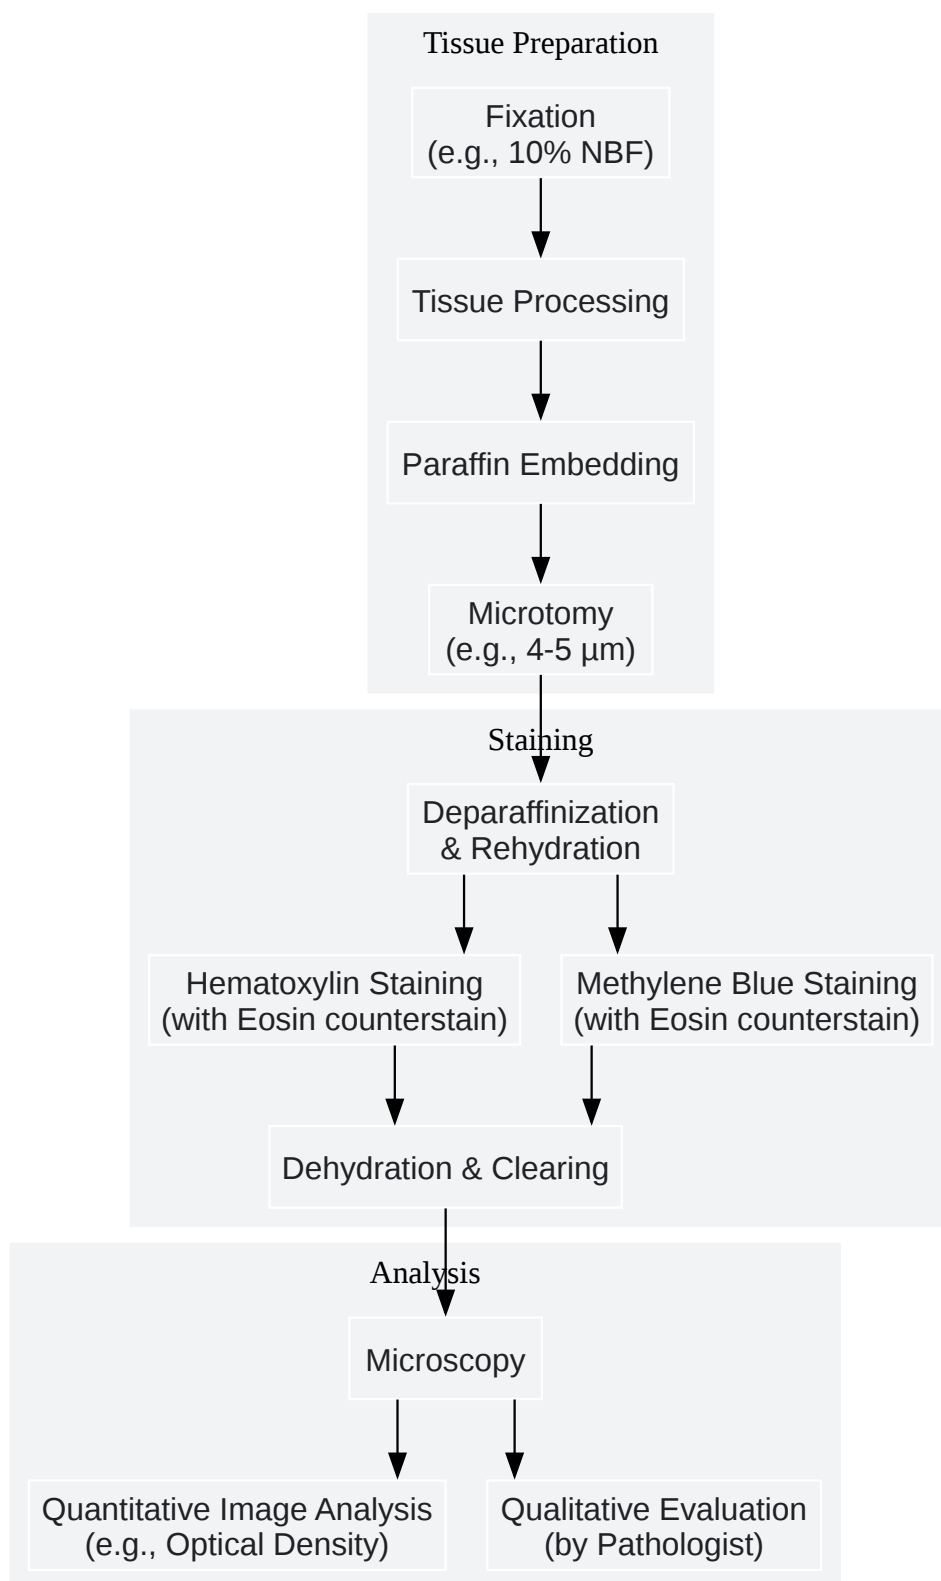 Tissue Preparation
Fixation
(e.g., 10% NBF)
Tissue Processing
Paraffin Embedding
Microtomy
(e.g., 4-5 µm)
Staining
Deparaffinization
& Rehydration
Hematoxylin Staining
(with Eosin counterstain)
Methylene Blue Staining
(with Eosin counterstain)
Dehydration & Clearing
Analysis
Microscopy
Quantitative Image Analysis
(e.g., Optical Density)
Qualitative Evaluation
(by Pathologist)